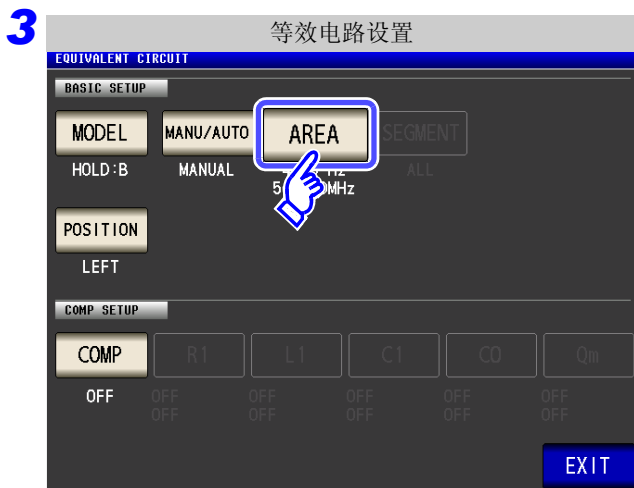 3
等效电路设置
EQUIVALENT CIRCUIT
BASIC SETUP
MODEL MANU/AUTO AREA SEGMENT
HOLD:B MANUAL Hz ALL
MHz
POSITION
LEFT
COMP SETUP
COMP R1 L1 C1 C0 Qm
OFF OFF OFF OFF OFF OFF
OFF OFF OFF OFF OFF
EXIT